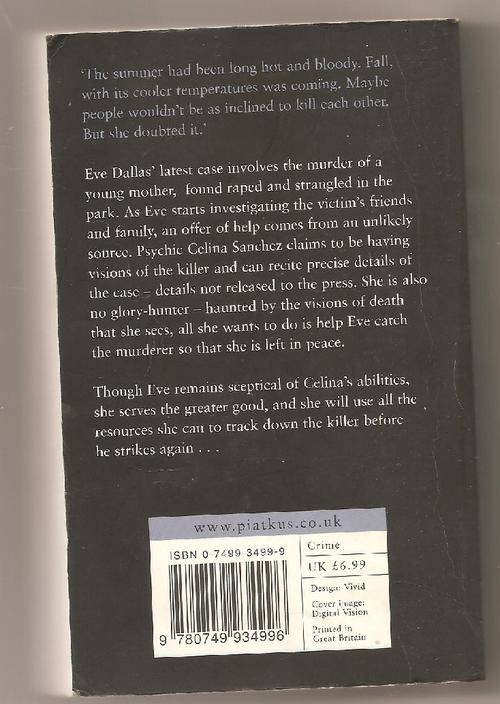 'The summer had been long hot and bloody. Fall,
with its cooler temperatures was coming. Maybe
people wouldn't be as inclined to kill each other.
But she doubted it.'
Eve Dallas' latest case involves the murder of a
young mother, found raped and strangled in the
park. As Eve starts investigating the victim's friends
and family, an offer of help comes from an unlikely
source. Psychic Celina Sanchez claims to be having
visions of the killer and can recite precise details of
the case – details not released to the press. She is also
no glory-hunter – haunted by the visions of death
that she sees, all she wants to do is help Eve catch
the murderer so that she is left in peace.
Though Eve remains sceptical of Celina's abilities,
she serves the greater good, and she will use all the
resources she can to track down the killer before
he strikes again . . .
www.piatkus.co.uk
ISBN 0-7499-3499-9
9 780749 934996
Crime
UK £6.99
Design: Vivid
Cover image:
Digital Vision
Printed in
Great Britain